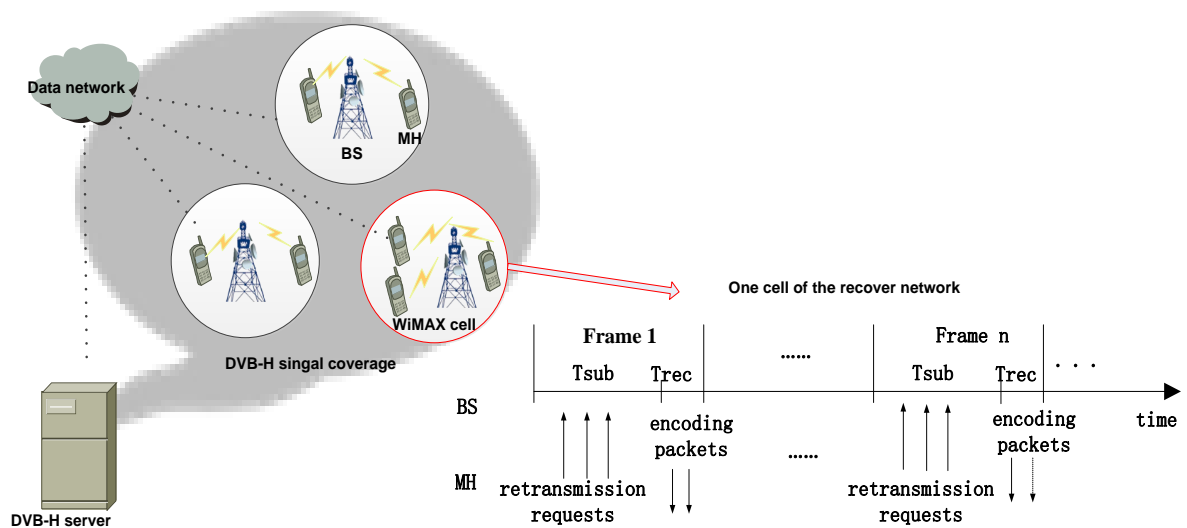 Data network
BS
MH
WiMAX cell
DVB-H singal coverage
DVB-H server
One cell of the recover network
Frame 1
......
Frame n
Tsub
Trec
Tsub
Trec
. . .
BS
time
encoding
packets
......
encoding
packets
MH
retransmission
requests
retransmission
requests